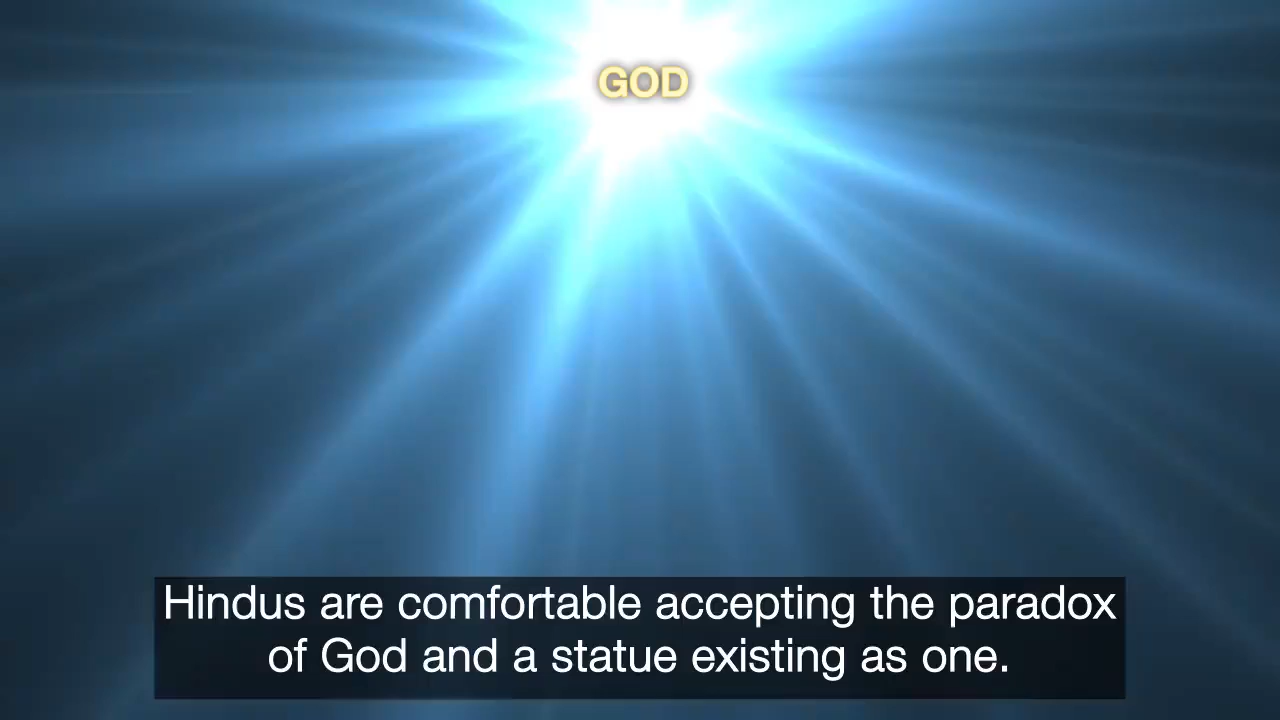 GOD
Hindus are comfortable accepting the paradox
of God and a statue existing as one.